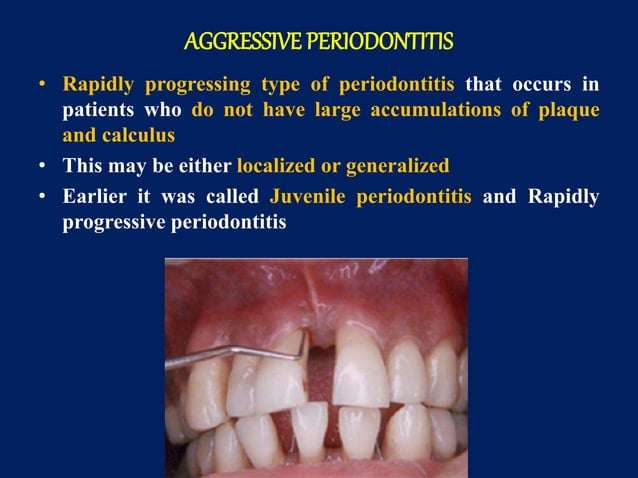 AGGRESSIVE PERIODONTITIS
• Rapidly progressing type of periodontitis that occurs in
patients who do not have large accumulations of plaque
and calculus
• This may be either localized or generalized
• Earlier it was called Juvenile periodontitis and Rapidly
progressive periodontitis